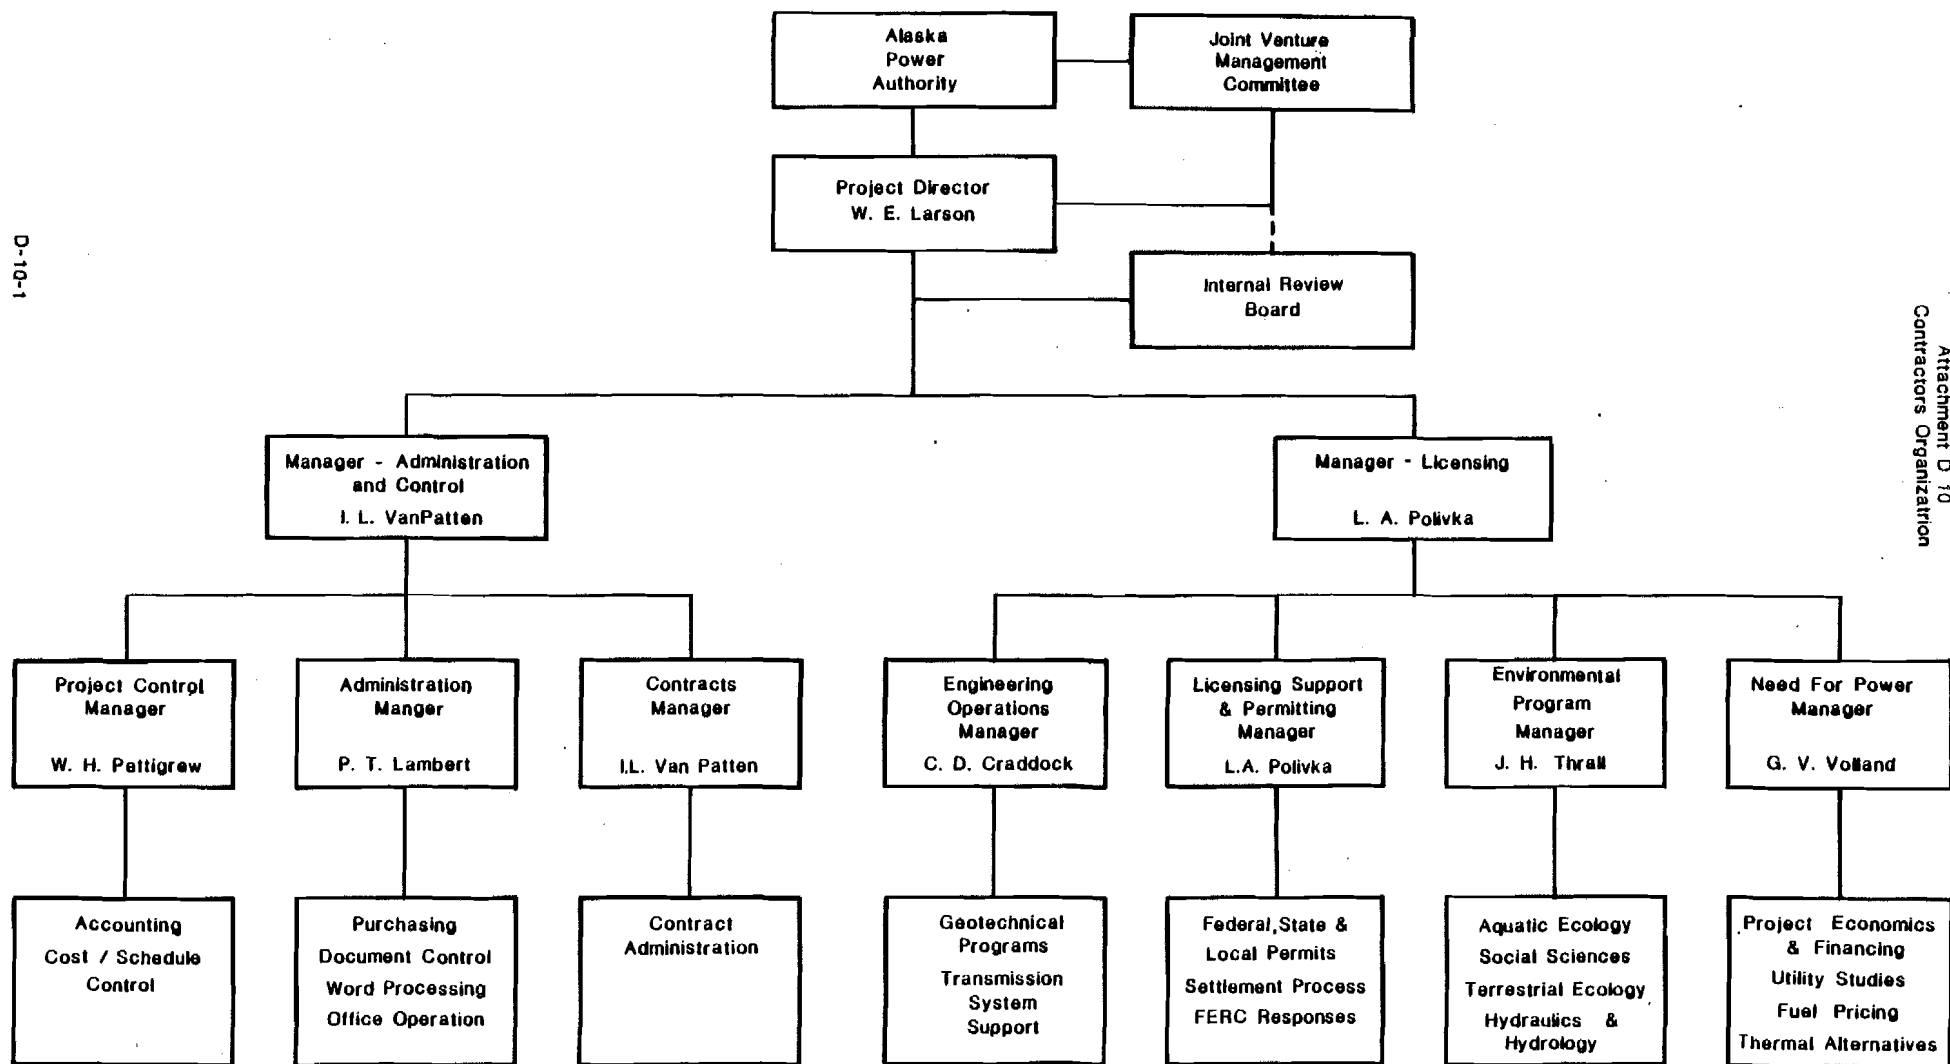 Alaska
Power
Authority
Joint Venture
Management
Committee
Project Director
W. E. Larson
Internal Review
Board
D-10-1
Attachment D 10
Contractors Organizatrion
Manager - Administration
and Control
I. L. VanPatten
Manager - Licensing
L. A. Polivka
Project Control
Manager
W. H. Pettigrew
Administration
Manger
P. T. Lambert
Contracts
Manager
I.L. Van Patten
Engineering
Operations
Manager
C. D. Craddock
Licensing Support
& Permitting
Manager
L.A. Polivka
Environmental
Program
Manager
J. H. Thrall
Need For Power
Manager
G. V. Volland
Accounting
Cost / Schedule
Control
Purchasing
Document Control
Word Processing
Office Operation
Contract
Administration
Geotechnical
Programs
Transmission
System
Support
Federal, State &
Local Permits
Settlement Process
FERC Responses
Aquatic Ecology
Social Sciences
Terrestrial Ecology
Hydraulics &
Hydrology
Project Economics
& Financing
Utility Studies
Fuel Pricing
Thermal Alternatives